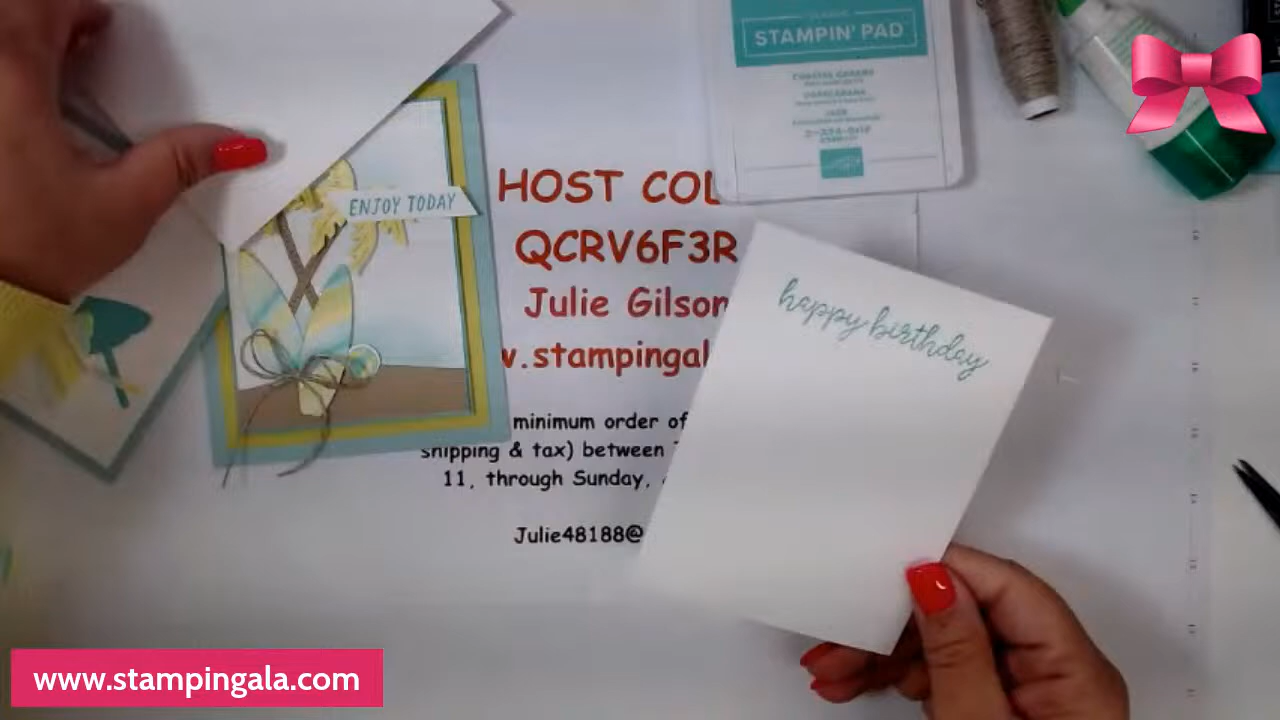 CLASSIC
STAMPIN' PAD
ENJOY TODAY
HOST COL
QCRV6F3R
Julie Gilson
w.stampingal
happy birthday
minimum order of
shipping & tax) between
11, through Sunday,
Julie48188@
www.stampingala.com